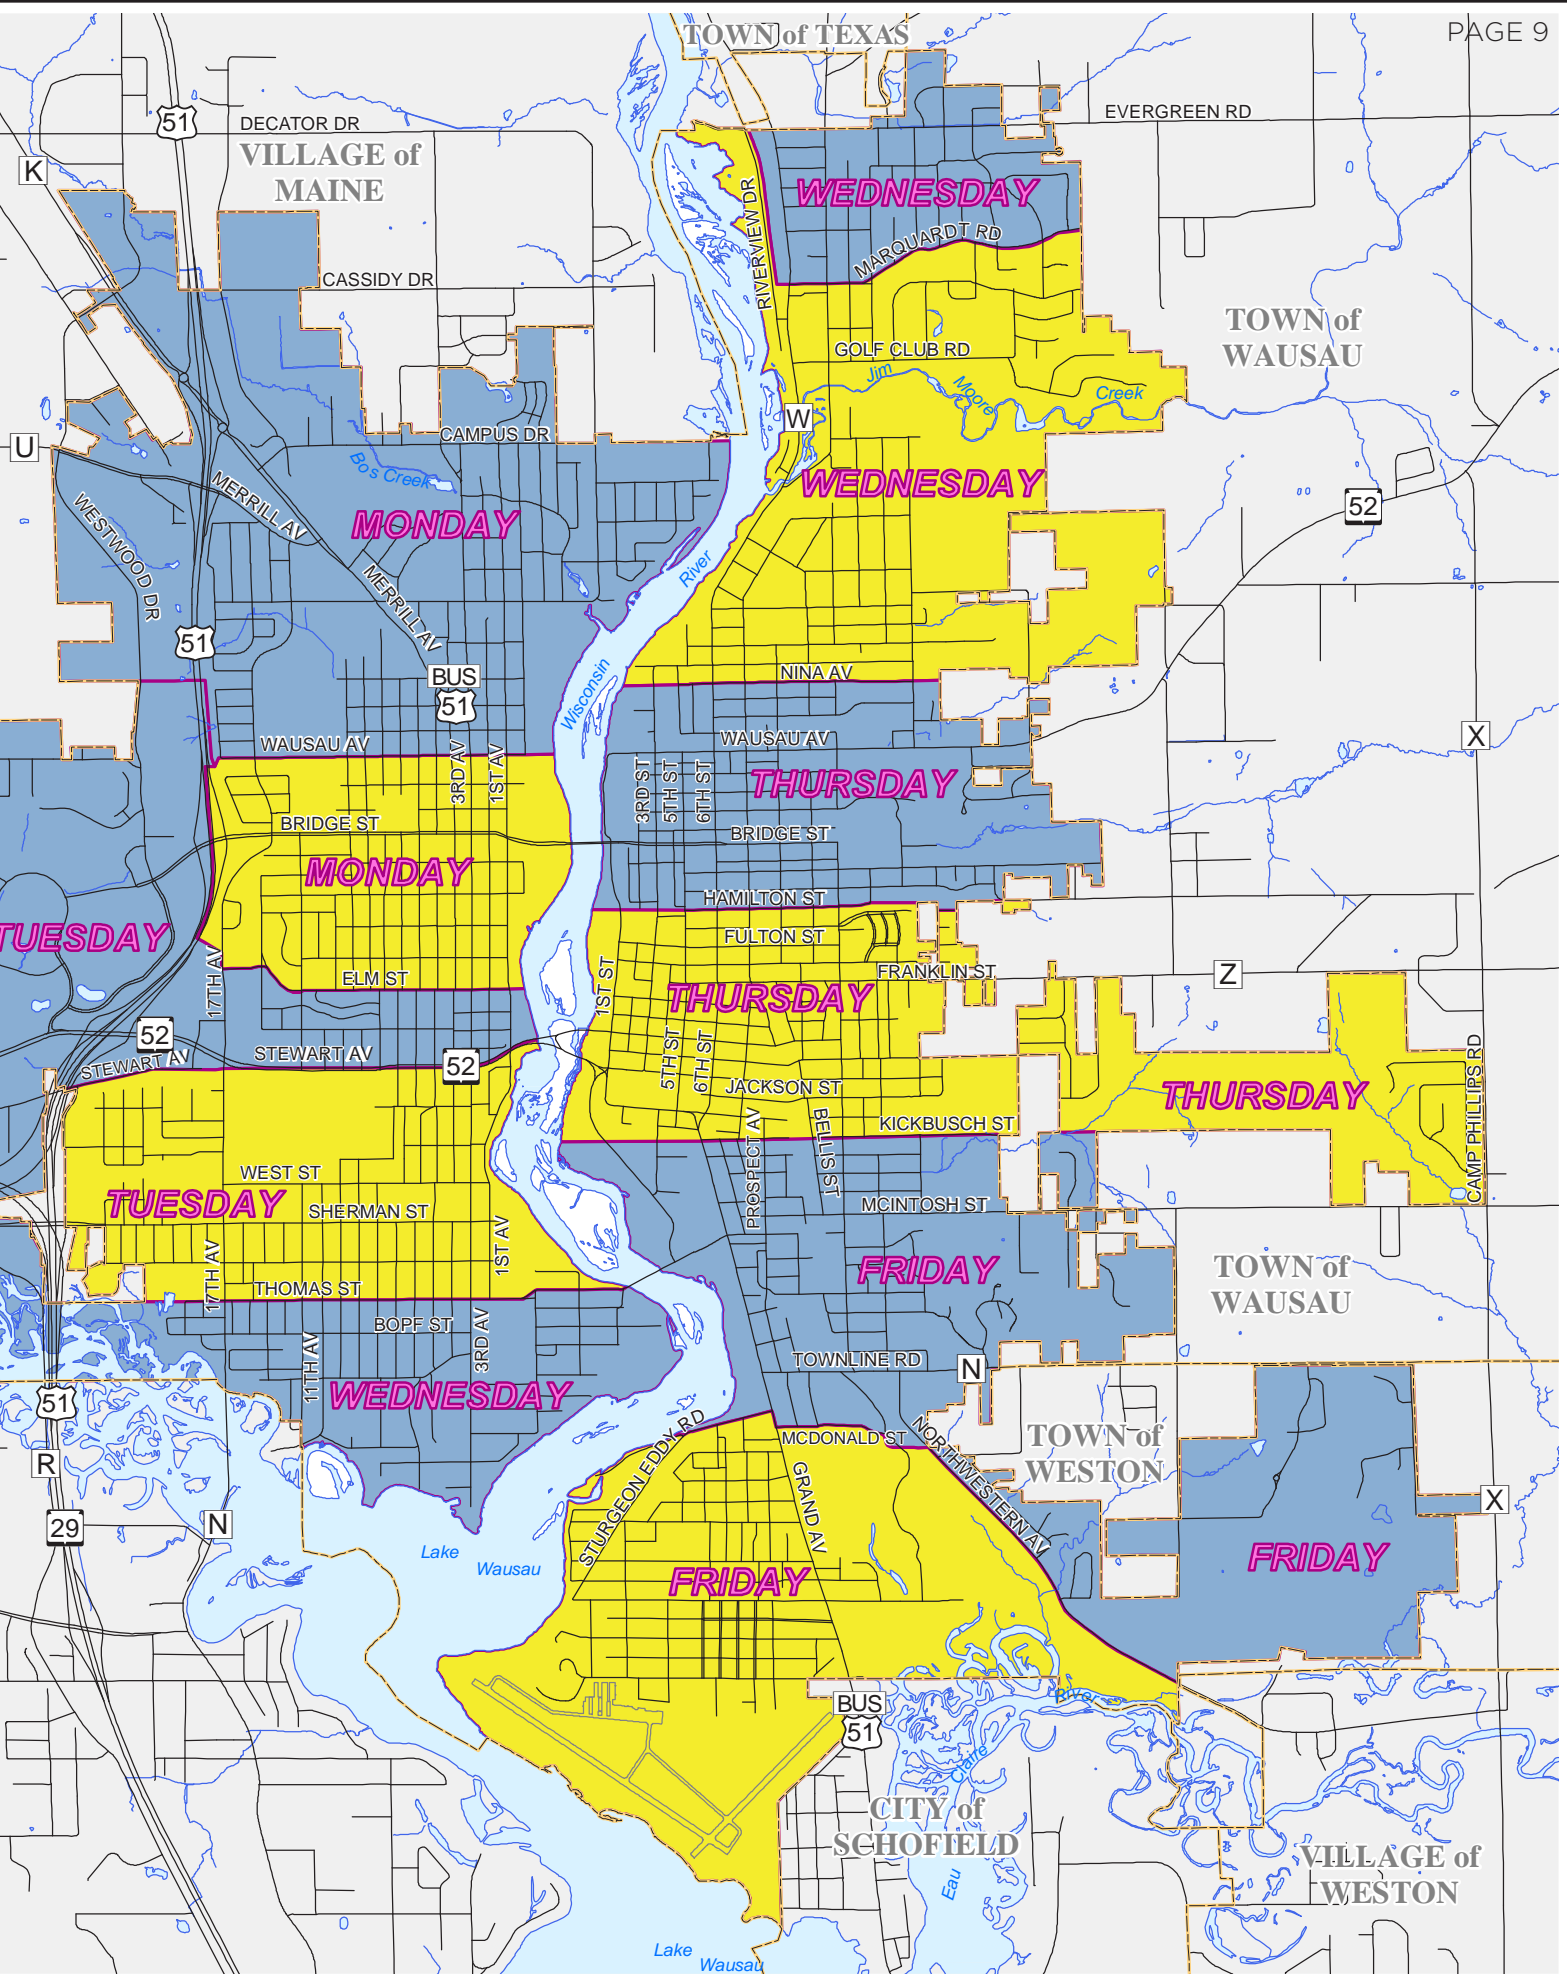 PAGE 9
TOWN of TEXAS
51
DECATOR DR
EVERGREEN RD
VILLAGE of
MAINE
K
WEDNESDAY
RIVERVIEW DR
MARQUARDT RD
CASSIDY DR
TOWN of
WAUSAU
GOLF CLUB RD
Jim
Moore
Creek
W
CAMPUS DR
U
Bos Creek
MERRILL AV
WEDNESDAY
52
WESTWOOD DR
MONDAY
River
MERRILL AV
51
BUS
51
NINA AV
Wisconsin
WAUSAU AV
WAUSAU AV
X
3RD AV
1ST AV
3RD ST
5TH ST
6TH ST
THURSDAY
BRIDGE ST
BRIDGE ST
MONDAY
HAMILTON ST
TUESDAY
FULTON ST
17TH AV
ELM ST
1ST ST
FRANKLIN ST
Z
THURSDAY
52
STEWART AV
STEWART AV
52
5TH ST
6TH ST
JACKSON ST
THURSDAY
CAMP PHILLIPS RD
KICKBUSCH ST
PROSPECT AV
BELLIS ST
WEST ST
TUESDAY
SHERMAN ST
MCINTOSH ST
17TH AV
1ST AV
FRIDAY
TOWN of
WAUSAU
THOMAS ST
BOPF ST
11TH AV
3RD AV
TOWNLINE RD
N
WEDNESDAY
51
R
STURGEON EDDY RD
MCDONALD ST
NORTHWESTERN AV
TOWN of
WESTON
GRAND AV
X
29
N
Lake
Wausau
FRIDAY
FRIDAY
River
BUS
51
Claire
CITY of
SCHOFIELD
Eau
VILLAGE of
WESTON
Lake
Wausau